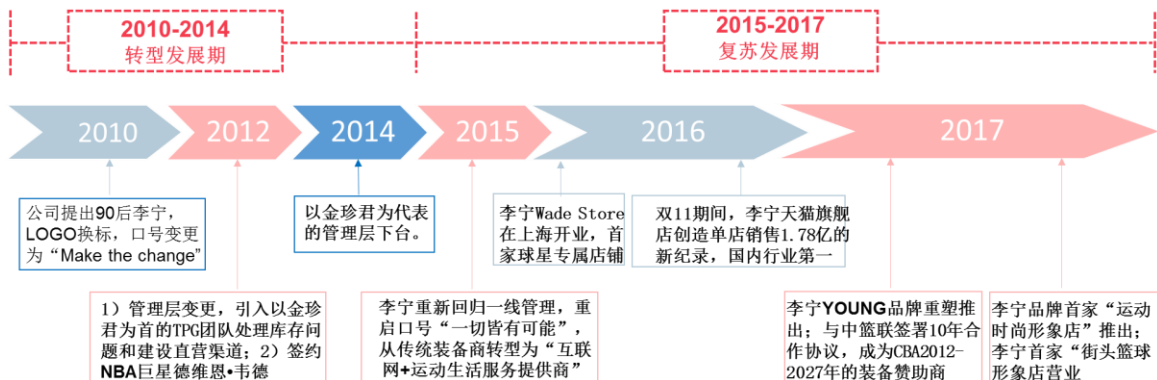 2010-2014
转型发展期
2015-2017
复苏发展期
2010
2012
2014
2015
2016
2017
公司提出90后李宁，
LOGO换标，口号变更
为“Make the change”
以金珍君为代表
的管理层下台。
李宁Wade Store
在上海开业，首
家球星专属店铺
双11期间，李宁天猫旗舰
店创造单店销售1.78亿的
新纪录，国内行业第一
1）管理层变更，引入以金珍
君为首的TPG团队处理库存问
题和建设直营渠道；2）签约
NBA巨星德维恩•韦德
李宁重新回归一线管理，重
启口号“一切皆有可能”，
从传统装备商转型为“互联
网+运动生活服务提供商”
李宁YOUNG品牌重塑推
出；与中篮联签署10年合
作协议，成为CBA2012-
2027年的装备赞助商
李宁品牌首家“运动
时尚形象店”推出；
李宁首家“街头篮球
形象店营业